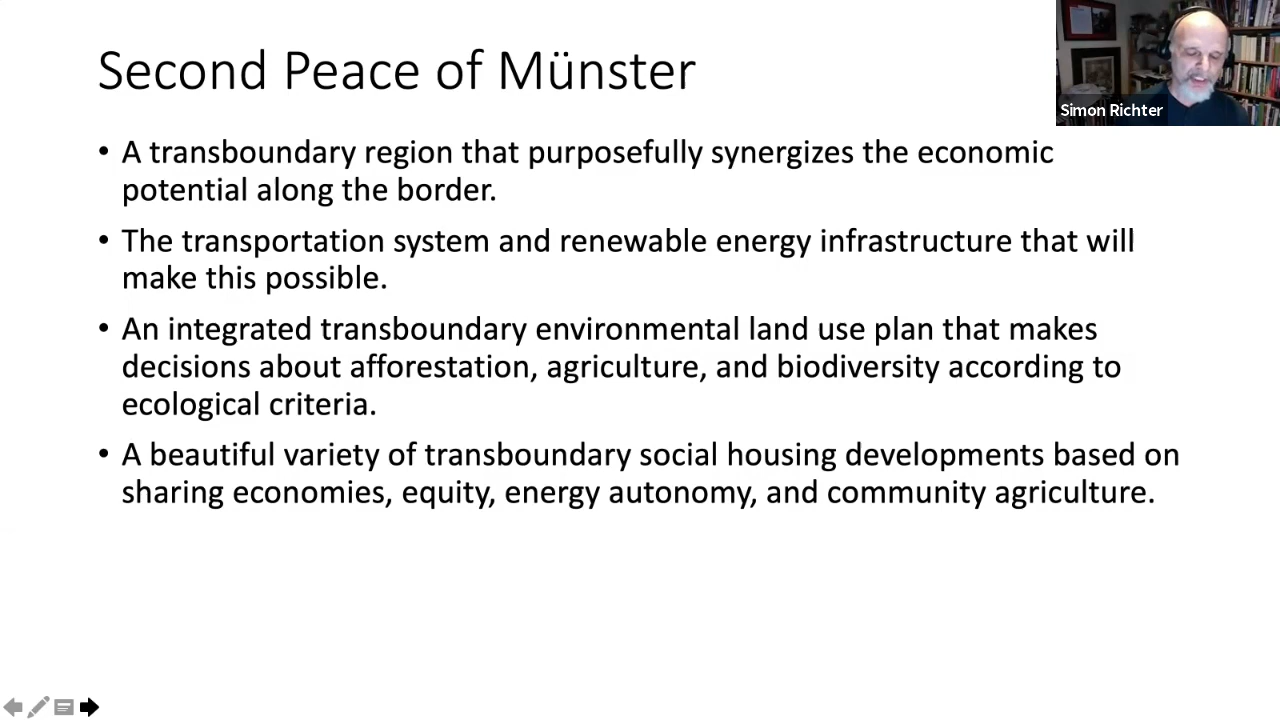 Second Peace of Münster
Simon Richter
• A transboundary region that purposefully synergizes the economic
potential along the border.
• The transportation system and renewable energy infrastructure that will
make this possible.
• An integrated transboundary environmental land use plan that makes
decisions about afforestation, agriculture, and biodiversity according to
ecological criteria.
• A beautiful variety of transboundary social housing developments based on
sharing economies, equity, energy autonomy, and community agriculture.